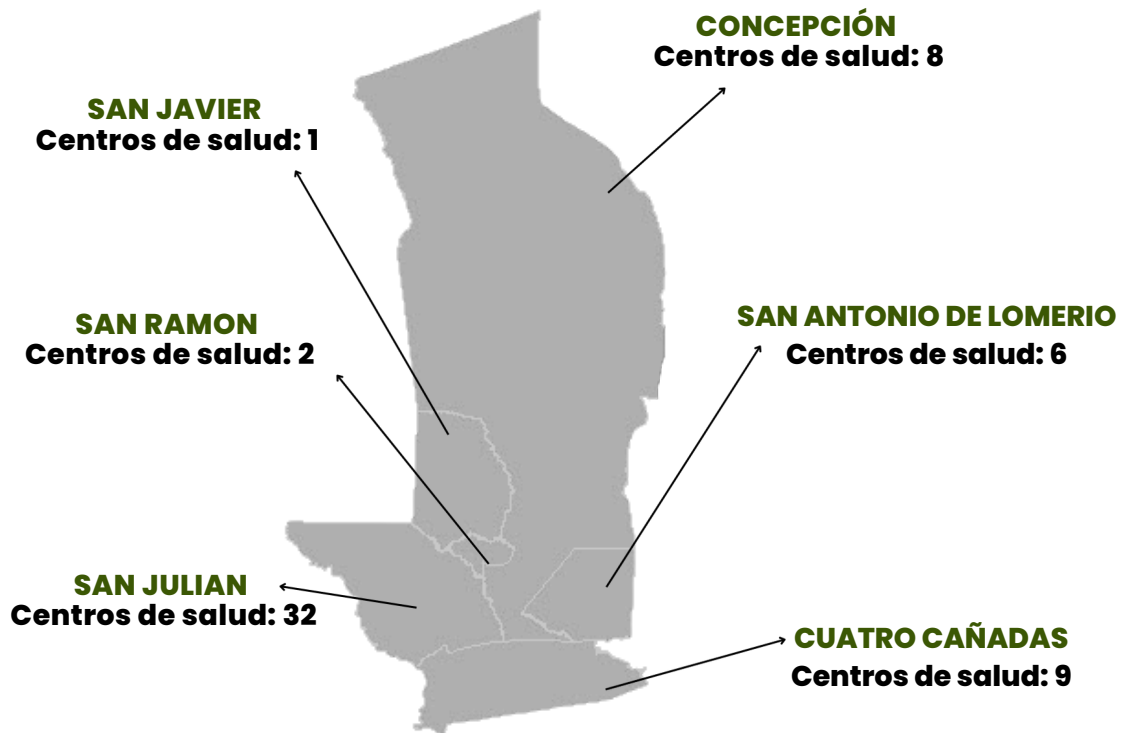 CONCEPCIÓN
Centros de salud: 8
SAN JAVIER
Centros de salud: 1
SAN RAMON
Centros de salud: 2
SAN ANTONIO DE LOMERIO
Centros de salud: 6
SAN JULIAN
Centros de salud: 32
CUATRO CAÑADAS
Centros de salud: 9